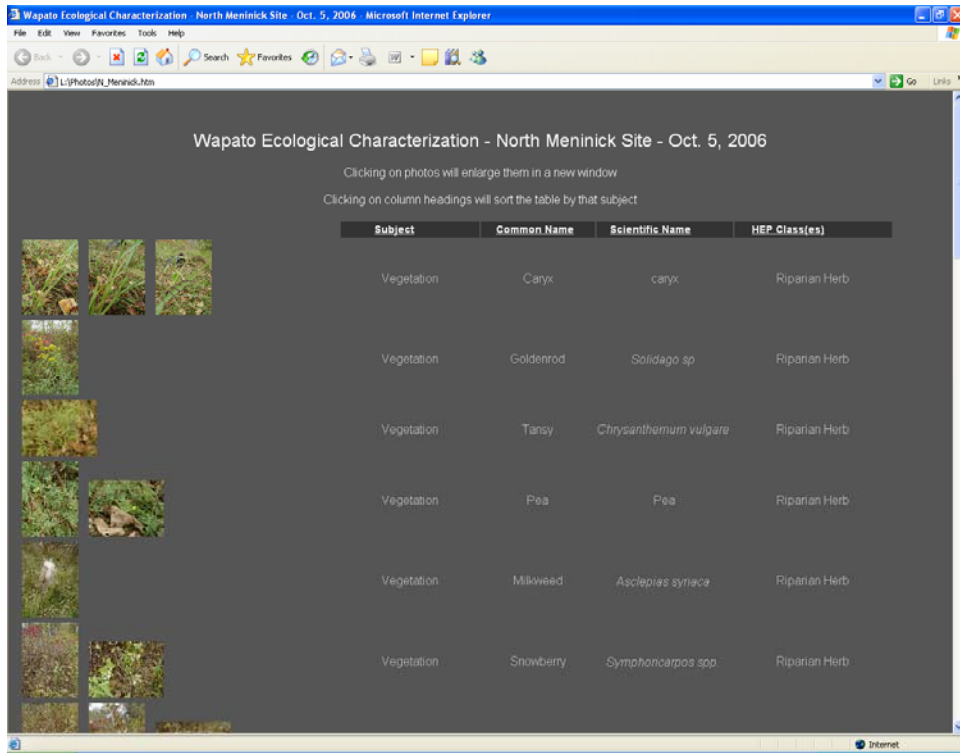 Wapato Ecological Characterization - North Meninick Site - Oct. 5, 2006 - Microsoft Internet Explorer
File Edit View Favorites Tools Help
Back Search Favorites
Address L:\Photos\N_Meninick.htm Go Links
Wapato Ecological Characterization - North Meninick Site - Oct. 5, 2006
Clicking on photos will enlarge them in a new window
Clicking on column headings will sort the table by that subject
Subject Common Name Scientific Name HEP Class(es)
Vegetation Caryx caryx Riparian Herb
Vegetation Goldenrod Solidago sp Riparian Herb
Vegetation Tansy Chrysanthemum vulgare Riparian Herb
Vegetation Pea Pea Riparian Herb
Vegetation Milkweed Asclepias syriaca Riparian Herb
Vegetation Snowberry Symphoricarpos spp. Riparian Herb
Internet